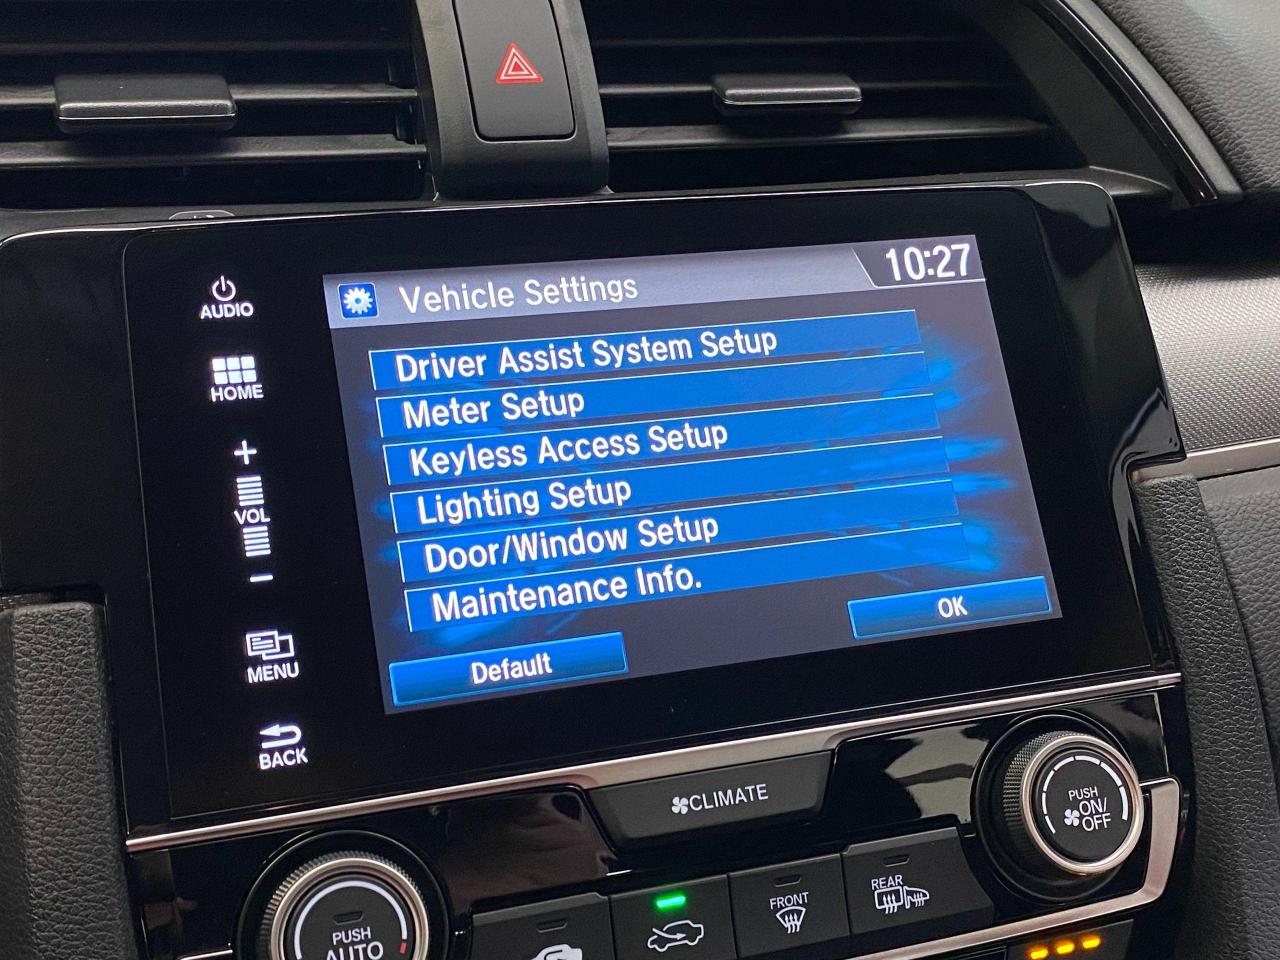 AUDIO
HOME
VOL
MENU
BACK
Vehicle Settings
10:27
Driver Assist System Setup
Meter Setup
Keyless Access Setup
Lighting Setup
Door/Window Setup
Maintenance Info.
Default
OK
CLIMATE
PUSH
ON/
OFF
PUSH
AUTO
FRONT
REAR